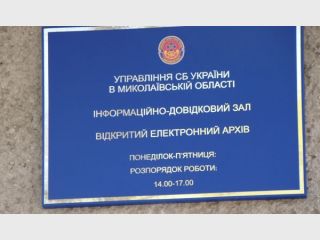 УПРАВЛІННЯ СБ УКРАЇНИ
В МИКОЛАЇВСЬКІЙ ОБЛАСТІ
ІНФОРМАЦІЙНО-ДОВІДКОВИЙ ЗАЛ
ВІДКРИТИЙ ЕЛЕКТРОННИЙ АРХІВ
ПОНЕДІЛОК-П'ЯТНИЦЯ:
РОЗПОРЯДОК РОБОТИ:
14.00-17.00